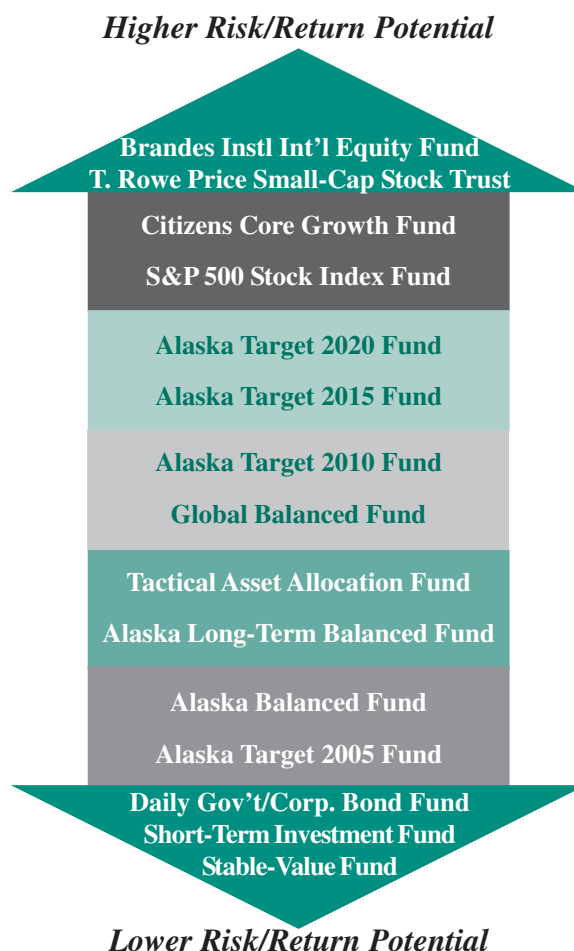 Higher Risk/Return Potential
Brandes Instl Int’l Equity Fund
T. Rowe Price Small-Cap Stock Trust
Citizens Core Growth Fund
S&P 500 Stock Index Fund
Alaska Target 2020 Fund
Alaska Target 2015 Fund
Alaska Target 2010 Fund
Global Balanced Fund
Tactical Asset Allocation Fund
Alaska Long-Term Balanced Fund
Alaska Balanced Fund
Alaska Target 2005 Fund
Daily Gov’t/Corp. Bond Fund
Short-Term Investment Fund
Stable-Value Fund
Lower Risk/Return Potential